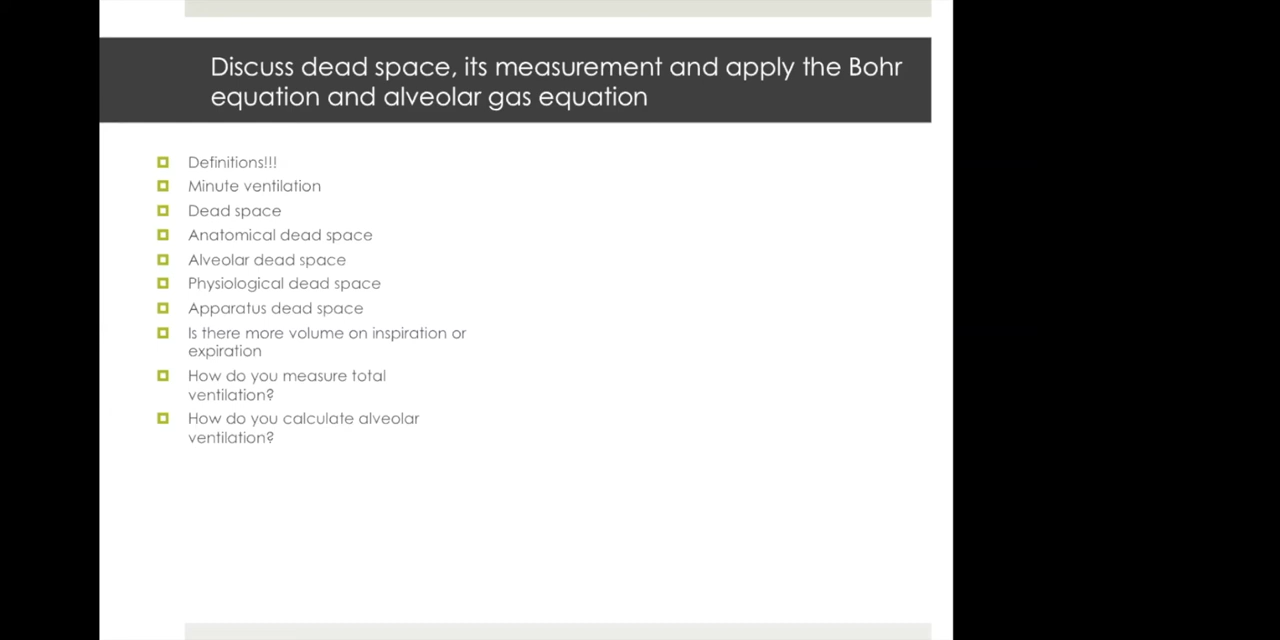 Discuss dead space, its measurement and apply the Bohr
equation and alveolar gas equation
Definitions!!!
Minute ventilation
Dead space
Anatomical dead space
Alveolar dead space
Physiological dead space
Apparatus dead space
Is there more volume on inspiration or
expiration
How do you measure total
ventilation?
How do you calculate alveolar
ventilation?